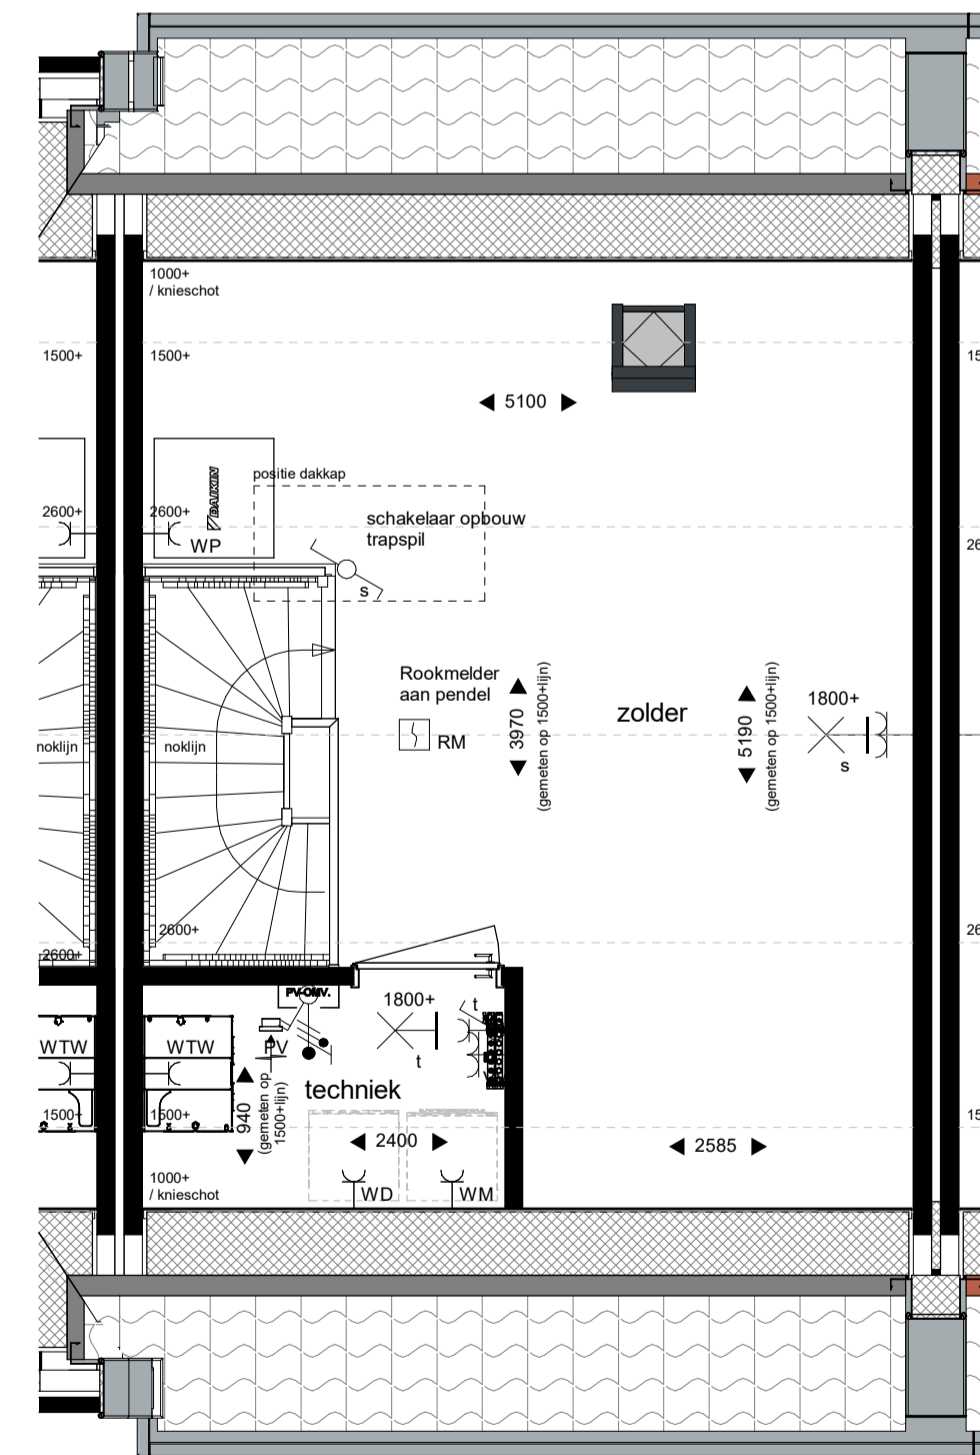 1000+
/ knieschot
1500+
1500+
15
5100
positie dakkap
DAIKIN
2600+
2600+
WP
schakelaar opbouw
trapspil
26
s
Rookmelder
aan pendel
RM
3970
(gemeten op 1500+lijn)
zolder
5190
(gemeten op 1500+lijn)
1800+
s
noklijn
noklijn
2600+
2600+
26
PV-OMV.
1800+
t
t
WTW
WTW
PV
techniek
940
(gemeten op
1500+lijn)
1500+
1500+
15
2400
2585
1000+
/ knieschot
WD
WM